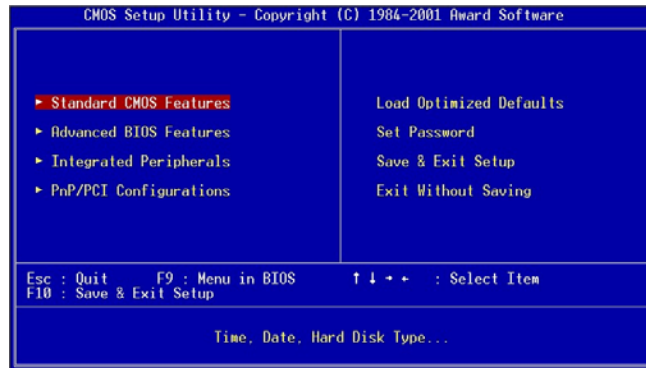 CMOS Setup Utility - Copyright (C) 1984-2001 Award Software
► Standard CMOS Features
► Advanced BIOS Features
► Integrated Peripherals
► PnP/PCI Configurations
Load Optimized Defaults
Set Password
Save & Exit Setup
Exit Without Saving
Esc : Quit F9 : Menu in BIOS ↑ ↓ → ← : Select Item
F10 : Save & Exit Setup
Time, Date, Hard Disk Type...